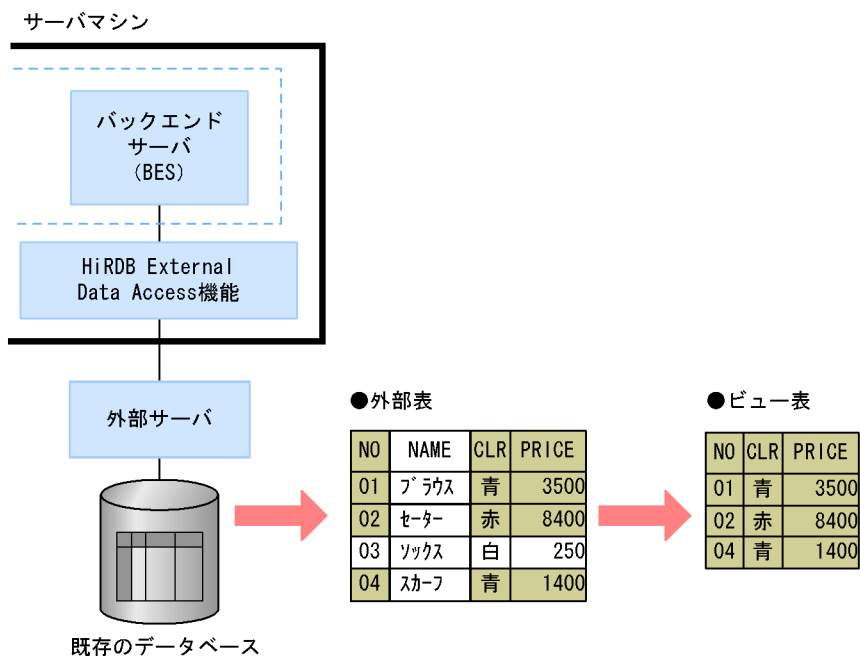 サーバマシン
バックエンド
サーバ
(BES)
HiRDB External
Data Access機能
外部サーバ
既存のデータベース
●外部表
NO NAME CLR PRICE
01 ブラウス 青 3500
02 セーター 赤 8400
03 ソックス 白 250
04 スカーフ 青 1400
●ビュー表
NO CLR PRICE
01 青 3500
02 赤 8400
04 青 1400